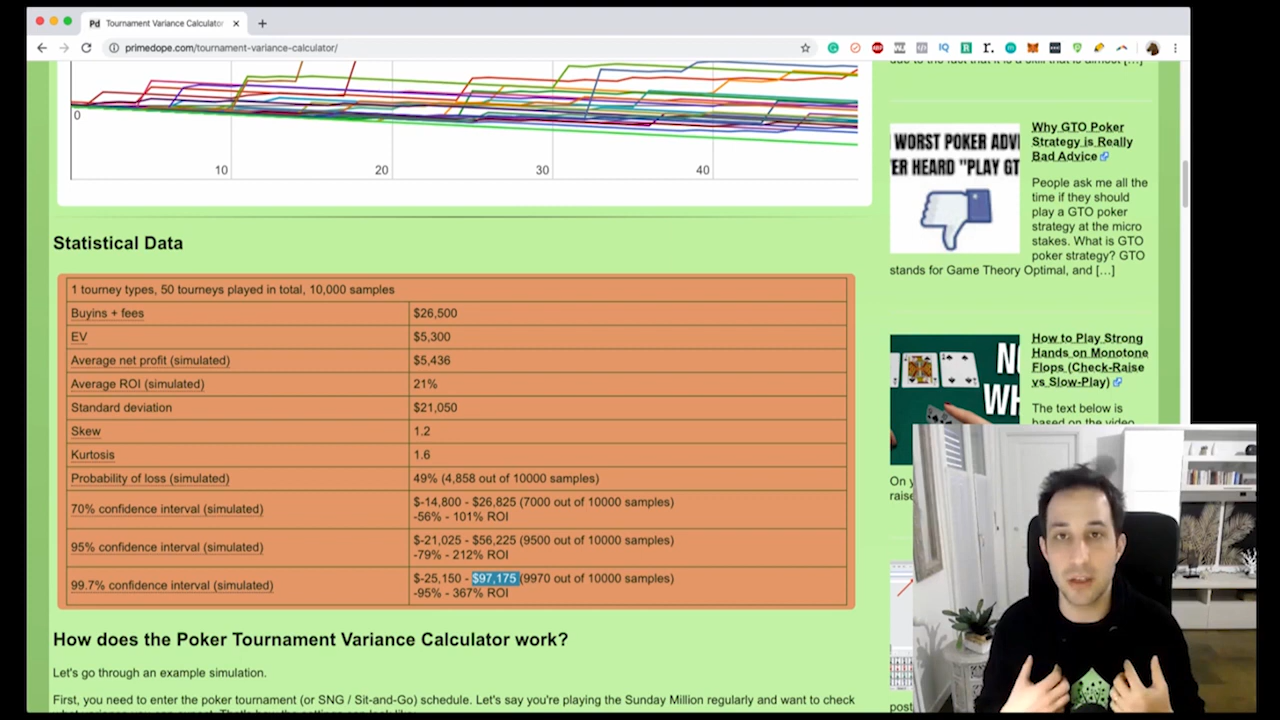 Pd Tournament Variance Calculator
primedope.com/tournament-variance-calculator/
0
10
20
30
40
Statistical Data
1 tourney types, 50 tourneys played in total, 10,000 samples
Buyins + fees $26,500
EV $5,300
Average net profit (simulated) $5,436
Average ROI (simulated) 21%
Standard deviation $21,050
Skew 1.2
Kurtosis 1.6
Probability of loss (simulated) 49% (4,858 out of 10000 samples)
70% confidence interval (simulated) $-14,800 - $26,825 (7000 out of 10000 samples)
-56% - 101% ROI
95% confidence interval (simulated) $-21,025 - $56,225 (9500 out of 10000 samples)
-79% - 212% ROI
99.7% confidence interval (simulated) $-25,150 - $97,175 (9970 out of 10000 samples)
-95% - 367% ROI
How does the Poker Tournament Variance Calculator work?
Let's go through an example simulation.
First, you need to enter the poker tournament (or SNG / Sit-and-Go) schedule. Let's say you're playing the Sunday Million regularly and want to check
WORST POKER ADVI
ER HEARD "PLAY GT
Why GTO Poker
Strategy is Really
Bad Advice
People ask me all the
time if they should
play a GTO poker
strategy at the micro
stakes. What is GTO
poker strategy? GTO
stands for Game Theory Optimal, and […]
How to Play Strong
Hands on Monotone
Flops (Check-Raise
vs Slow-Play)
The text below is
based on the video
On y
raise
post